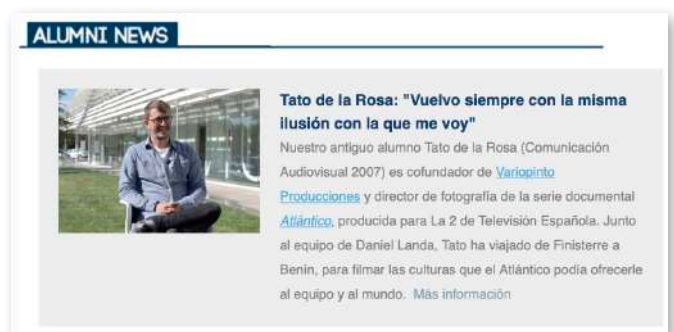 ALUMNI NEWS
Tato de la Rosa: "Vuelvo siempre con la misma
ilusión con la que me voy"
Nuestro antiguo alumno Tato de la Rosa (Comunicación
Audiovisual 2007) es cofundador de Variopinto
Producciones y director de fotografía de la serie documental
Atlántico, producida para La 2 de Televisión Española. Junto
al equipo de Daniel Landa, Tato ha viajado de Finisterre a
Benin, para filmar las culturas que el Atlántico podía ofrecerle
al equipo y al mundo. Más información